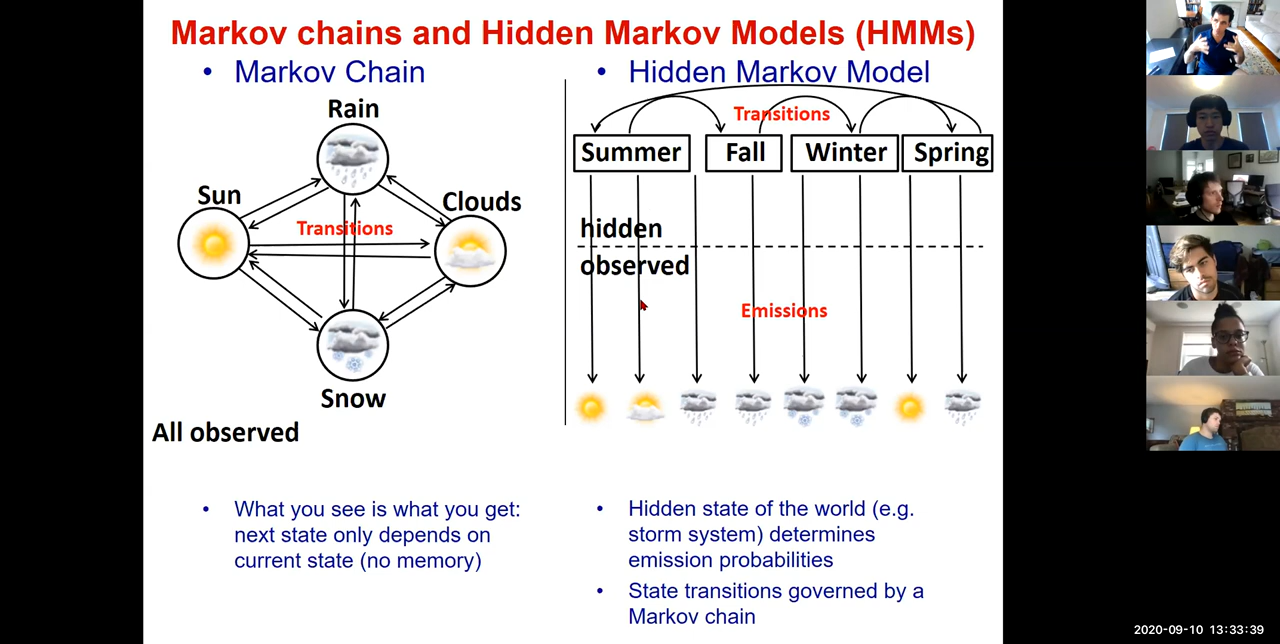 Markov chains and Hidden Markov Models (HMMs)
• Markov Chain
Rain
Sun
Clouds
Transitions
Snow
All observed
• What you see is what you get:
next state only depends on
current state (no memory)
• Hidden Markov Model
Transitions
Summer
Fall
Winter
Spring
hidden
observed
Emissions
• Hidden state of the world (e.g.
storm system) determines
emission probabilities
• State transitions governed by a
Markov chain
2020-09-10 13:33:39